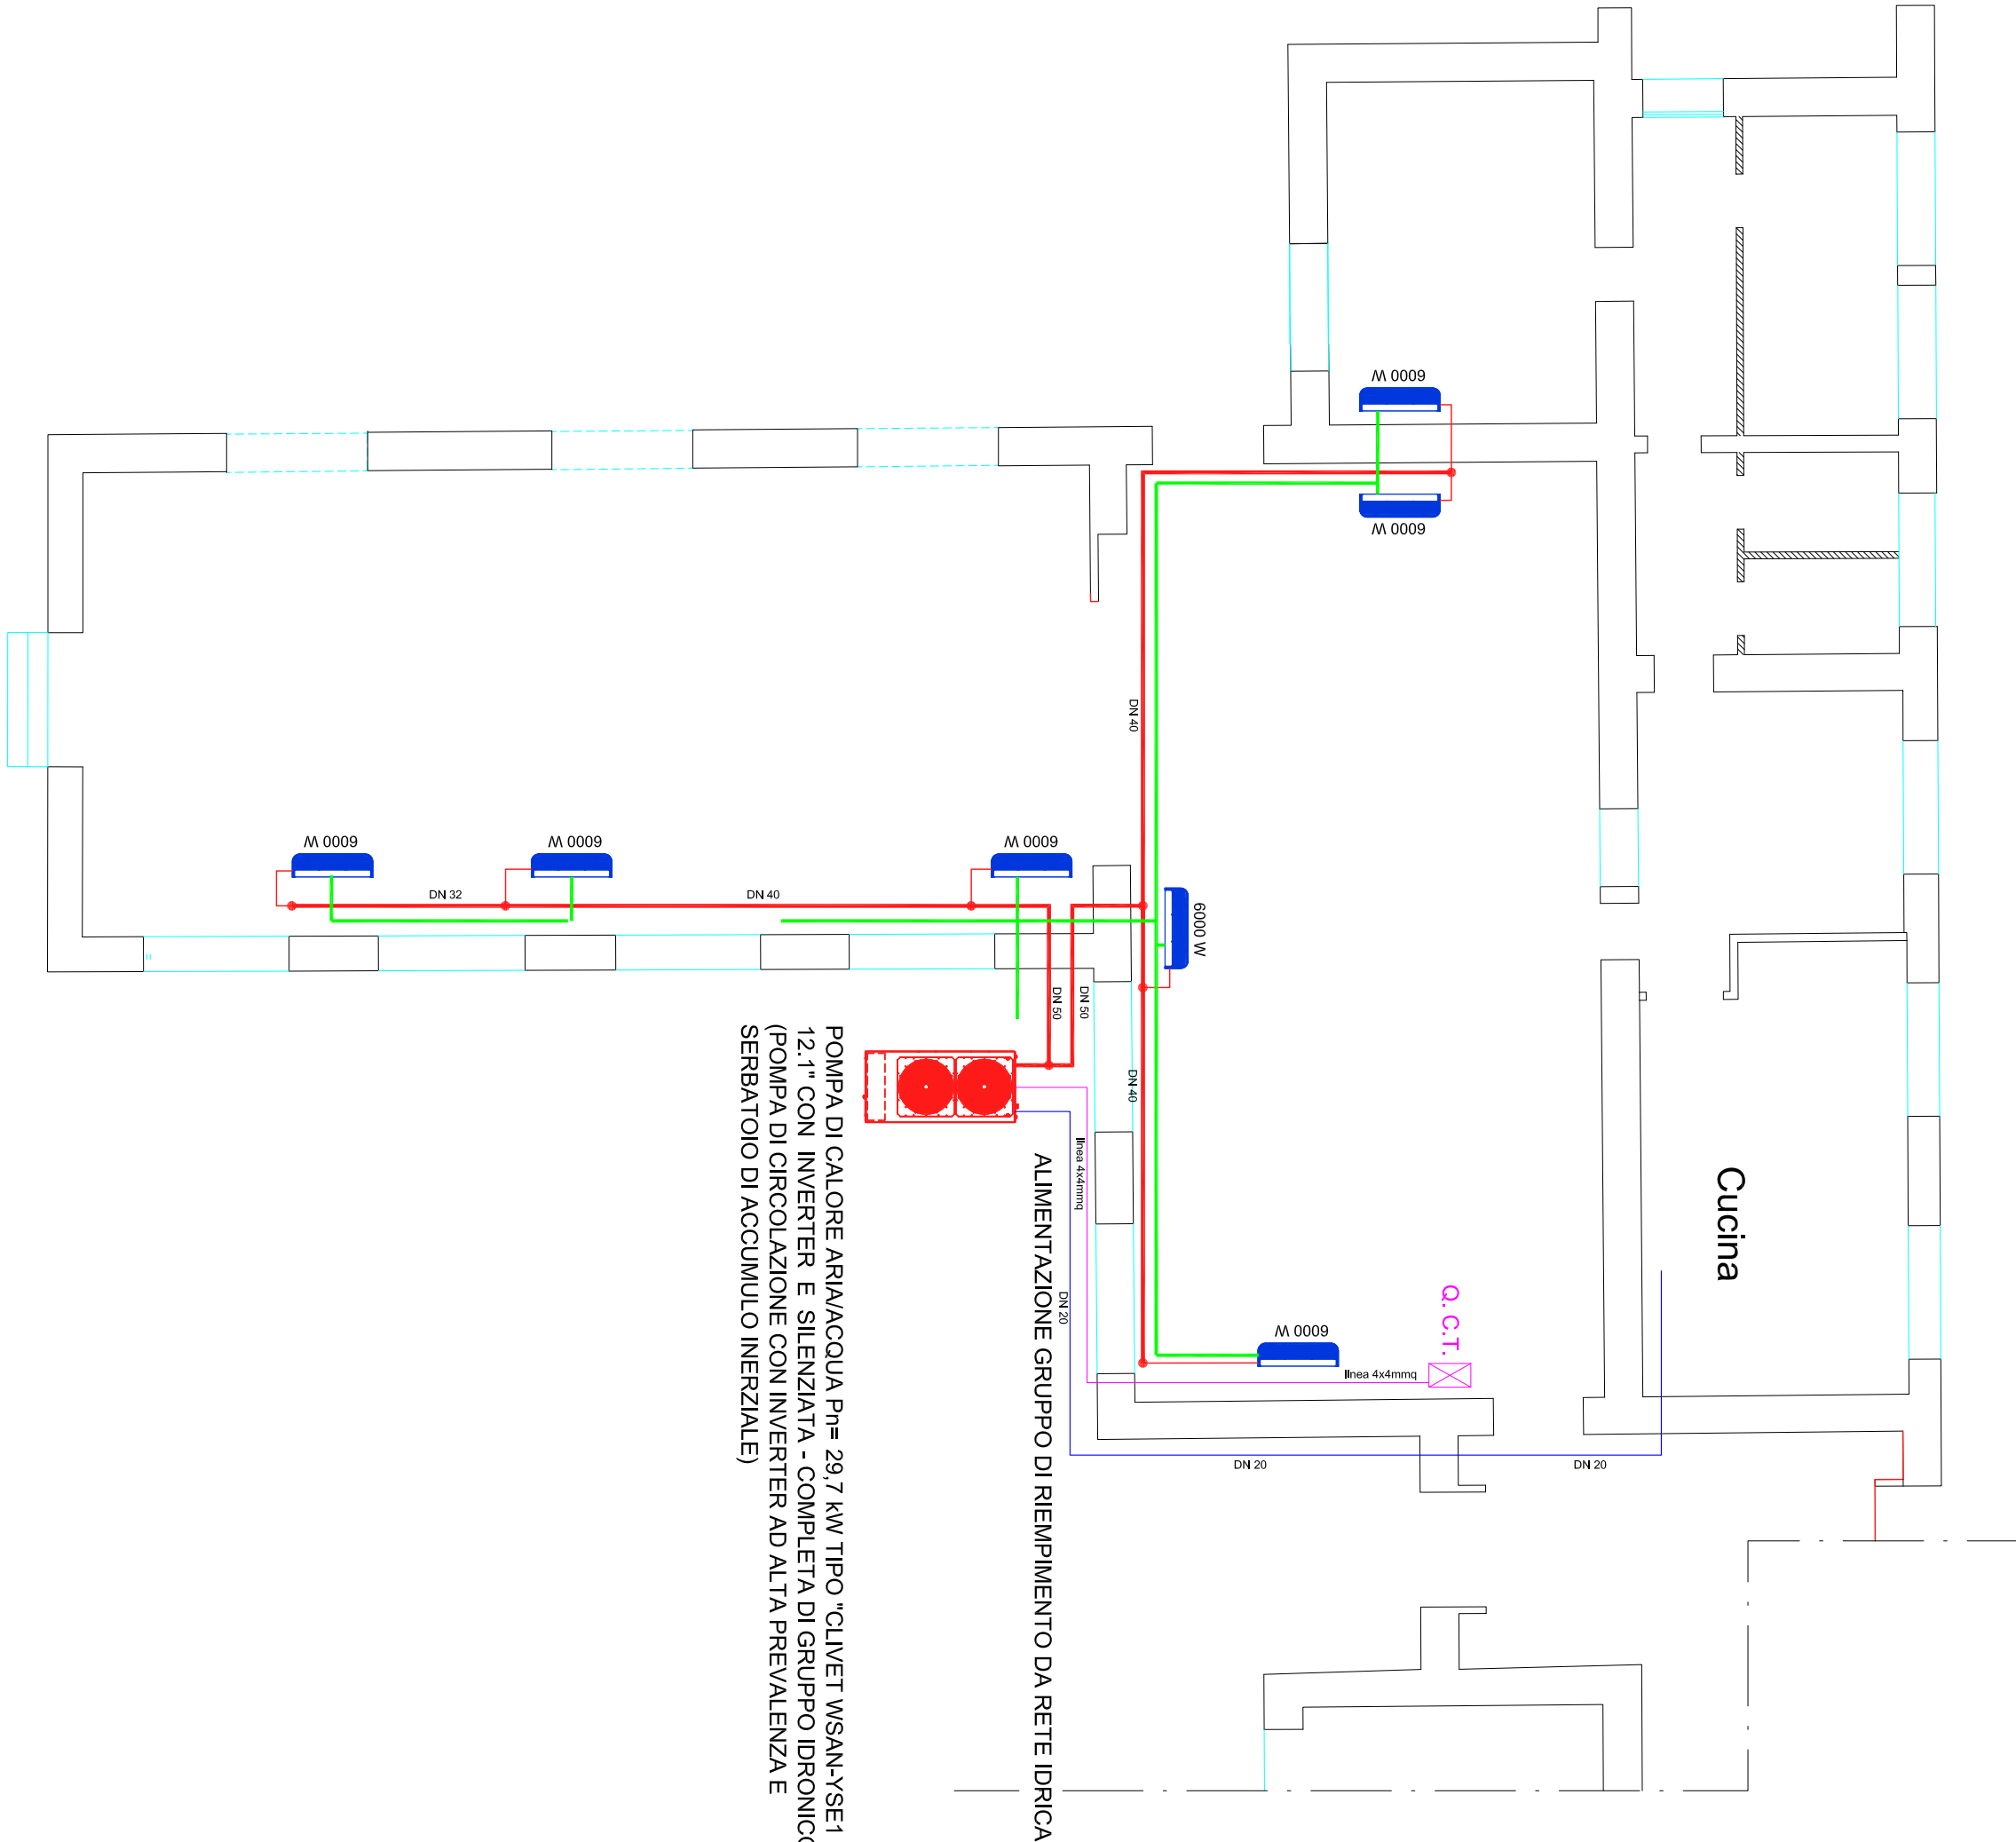 6000 W
6000 W
DN 40
6000 W
6000 W
6000 W
DN 32
DN 40
6000 W
DN 50
DN 50
DN 40
linea 4x4mmq
DN 20
Cucina
Q. C.T.
6000 W
linea 4x4mmq
DN 20
DN 20
ALIMENTAZIONE GRUPPO DI RIEMPIMENTO DA RETE IDRICA
POMPA DI CALORE ARIA/ACQUA Pn= 29,7 kW TIPO "CLIVET WSAN-YSE1
12.1" CON INVERTER E SILENZIATA - COMPLETA DI GRUPPO IDRONICO
(POMPA DI CIRCOLAZIONE CON INVERTER AD ALTA PREVALENZA E
SERBATOIO DI ACCUMULO INERZIALE)